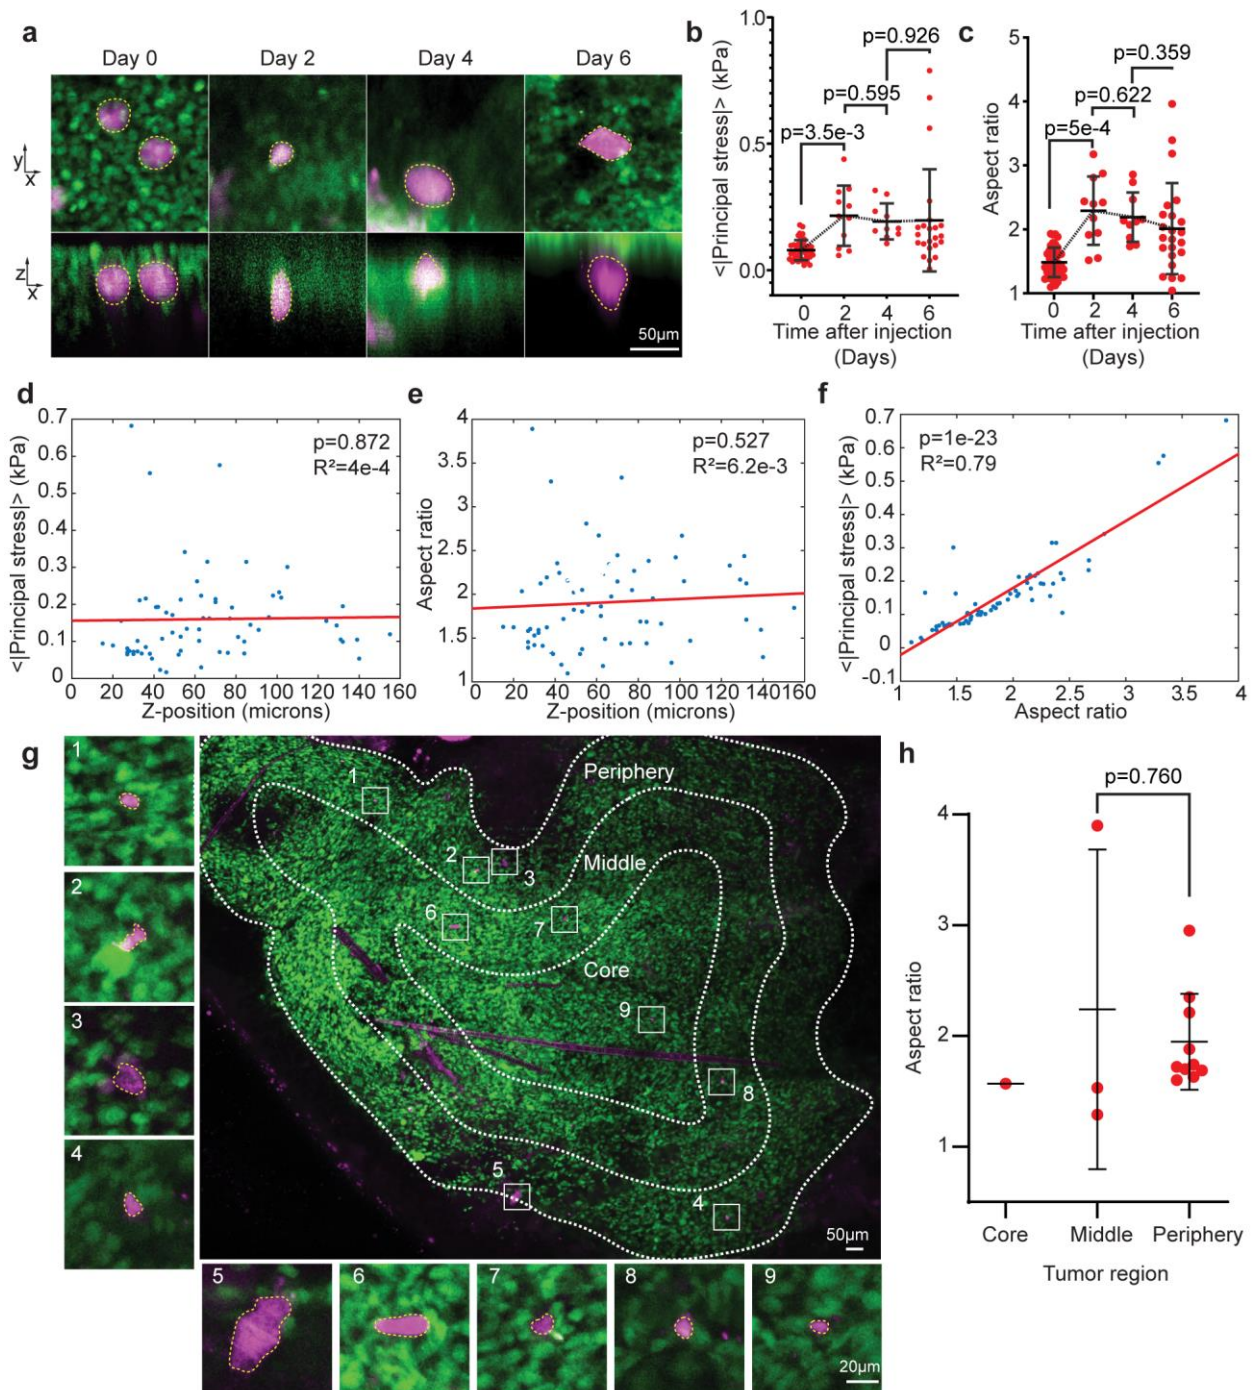 a
Day 0
Day 2
Day 4
Day 6
y
x
z
x
50µm
b
<|Principal stress|> (kPa)
1.0
0.5
0.0
p=3.5e-3
p=0.595
p=0.926
0 2 4 6
Time after injection
(Days)
c
Aspect ratio
5
4
3
2
1
p=5e-4
p=0.622
p=0.359
0 2 4 6
Time after injection
(Days)
d
<|Principal stress|> (kPa)
0.7
0.6
0.5
0.4
0.3
0.2
0.1
0
p=0.872
R²=4e-4
0 20 40 60 80 100 120 140 160
Z-position (microns)
e
Aspect ratio
4
3.5
3
2.5
2
1.5
1
p=0.527
R²=6.2e-3
0 20 40 60 80 100 120 140 160
Z-position (microns)
f
<|Principal stress|> (kPa)
0.7
0.6
0.5
0.4
0.3
0.2
0.1
0
-0.1
p=1e-23
R²=0.79
1 1.5 2 2.5 3 3.5 4
Aspect ratio
g
1
2
3
4
Periphery
Middle
Core
1
2
3
6
7
9
8
5
4
50µm
5
6
7
8
9
20µm
h
p=0.760
Aspect ratio
4
3
2
1
Core
Middle
Periphery
Tumor region